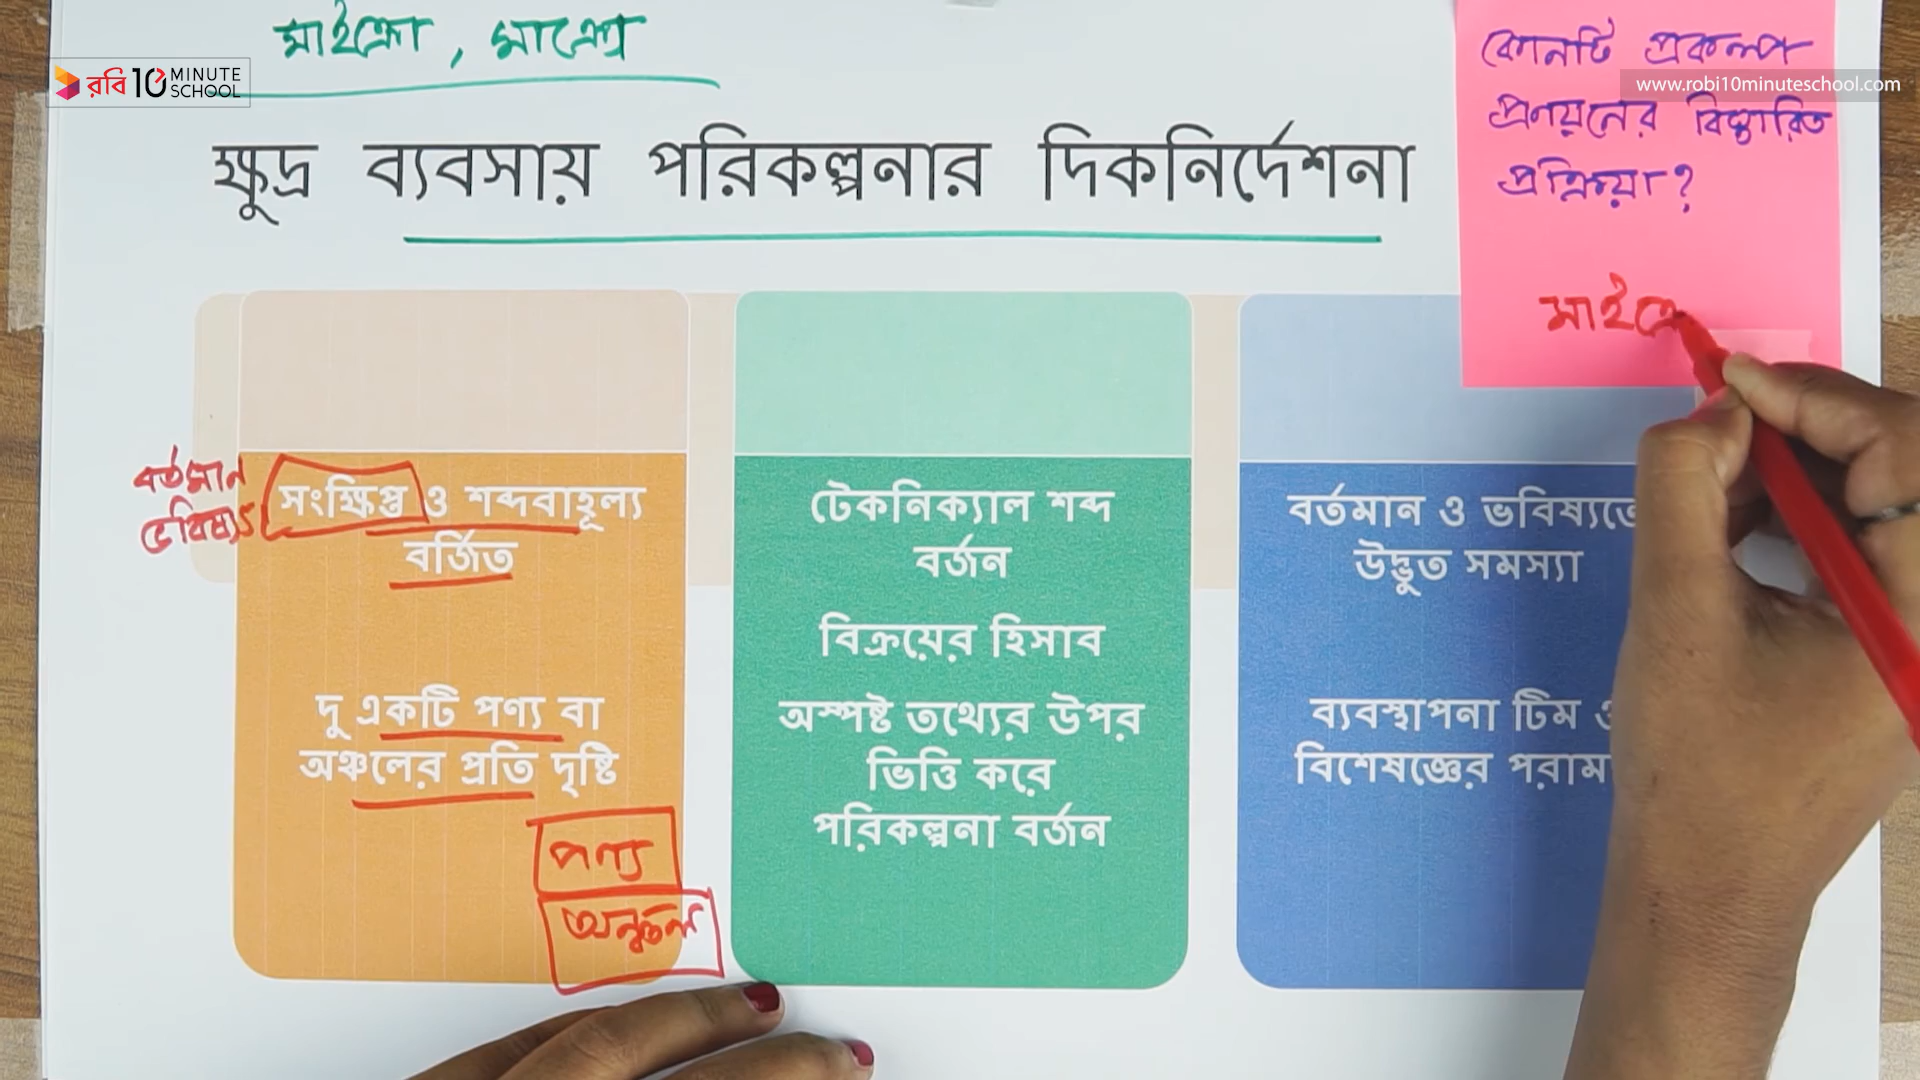 মাইক্রো, ম্যাক্রো
রবি 10 MINUTE SCHOOL
www.robi10minuteschool.com
ক্ষুদ্র ব্যবসায় পরিকল্পনার দিকনির্দেশনা
কোনটি প্রকল্প
প্রণয়নের বিস্তারিত
প্রক্রিয়া?
মাইক্রে
বর্তমান
ভবিষ্যৎ
সংক্ষিপ্ত ও শব্দবাহূল্য
বর্জিত
দু একটি পণ্য বা
অঞ্চলের প্রতি দৃষ্টি
পণ্য
অঞ্চল
টেকনিক্যাল শব্দ
বর্জন
বিক্রয়ের হিসাব
অস্পষ্ট তথ্যের উপর
ভিত্তি করে
পরিকল্পনা বর্জন
বর্তমান ও ভবিষ্যতে
উদ্ভুত সমস্যা
ব্যবস্থাপনা টিম ও
বিশেষজ্ঞের পরাম